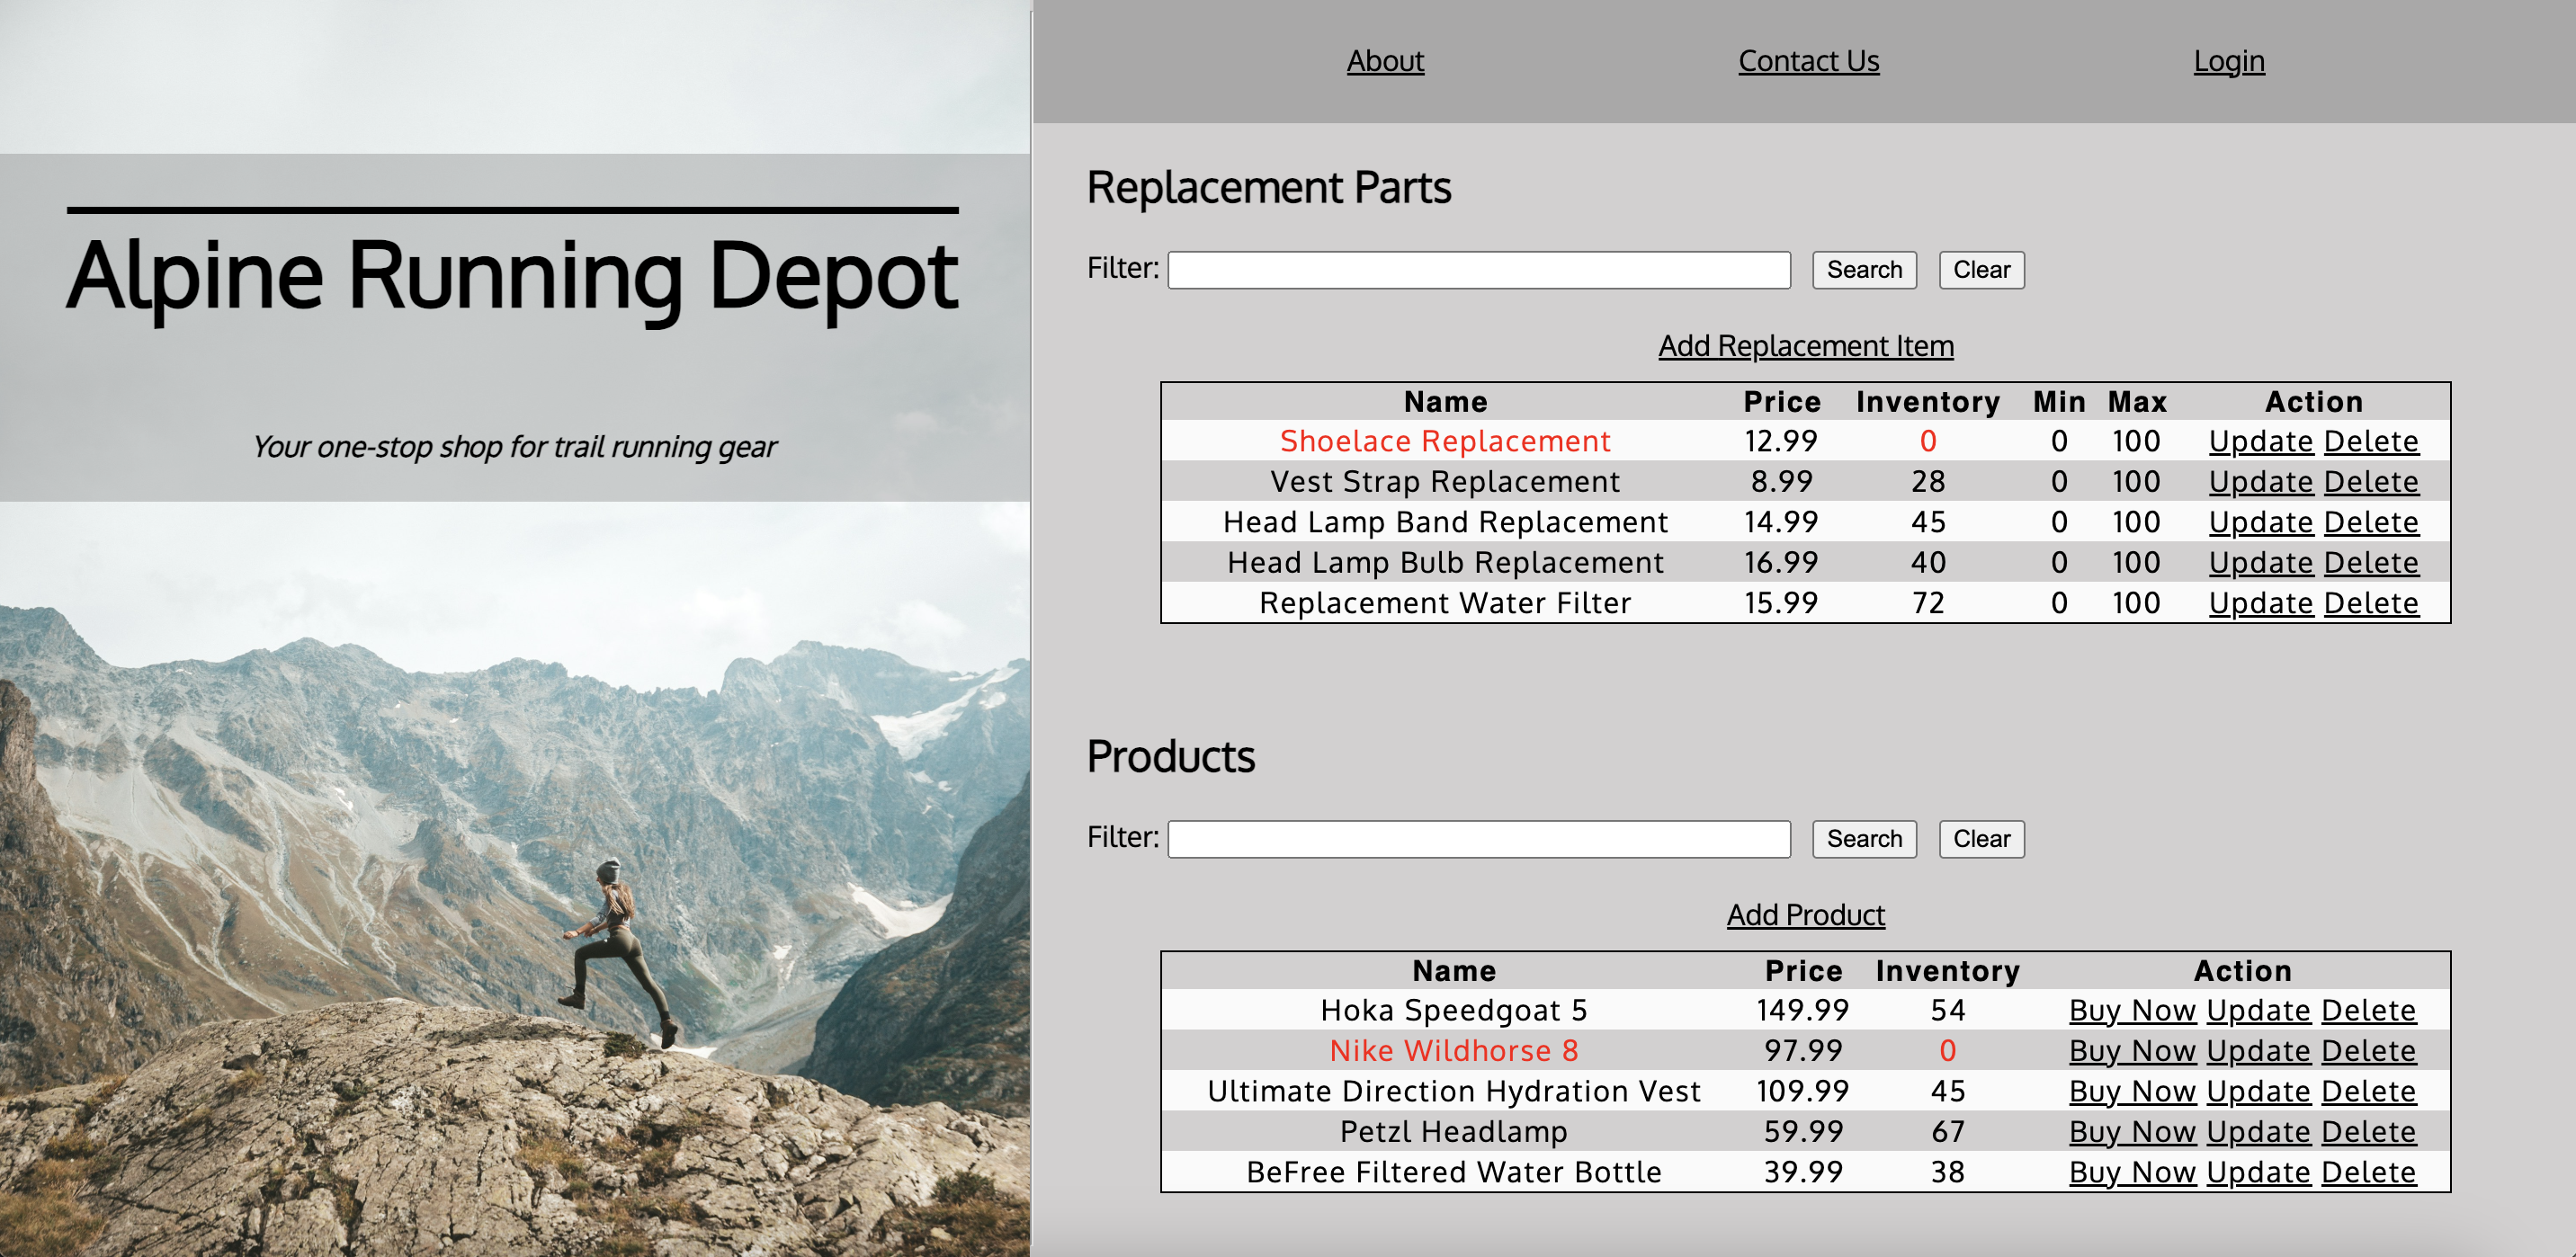 Alpine Running Depot
Your one-stop shop for trail running gear
About Contact Us Login
Replacement Parts
Filter: Search Clear
Add Replacement Item
Name Price Inventory Min Max Action
Shoelace Replacement 12.99 0 0 100 Update Delete
Vest Strap Replacement 8.99 28 0 100 Update Delete
Head Lamp Band Replacement 14.99 45 0 100 Update Delete
Head Lamp Bulb Replacement 16.99 40 0 100 Update Delete
Replacement Water Filter 15.99 72 0 100 Update Delete
Products
Filter: Search Clear
Add Product
Name Price Inventory Action
Hoka Speedgoat 5 149.99 54 Buy Now Update Delete
Nike Wildhorse 8 97.99 0 Buy Now Update Delete
Ultimate Direction Hydration Vest 109.99 45 Buy Now Update Delete
Petzl Headlamp 59.99 67 Buy Now Update Delete
BeFree Filtered Water Bottle 39.99 38 Buy Now Update Delete